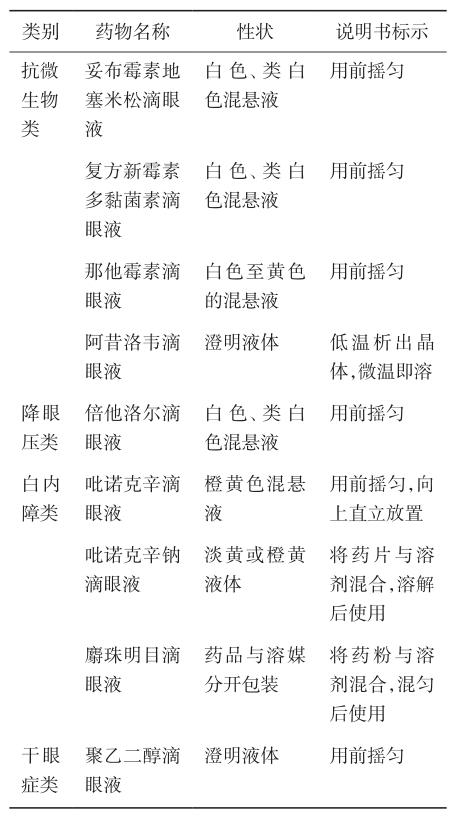 类别 药物名称 性状 说明书标示
抗微 妥布霉素地 白色、类白 用前摇匀
生物 塞米松滴眼 色混悬液
类 液
复方新霉素 白色、类白 用前摇匀
多黏菌素滴 色混悬液
眼液
那他霉素滴 白色至黄色 用前摇匀
眼液 的混悬液
阿昔洛韦滴 澄明液体 低温析出晶
眼液 体,微温即溶
降眼 倍他洛尔滴 白色、类白 用前摇匀
压类 眼液 色混悬液
白内 吡诺克辛滴 橙黄色混悬 用前摇匀,向
障类 眼液 液 上直立放置
吡诺克辛钠 淡黄或橙黄 将药片与溶
滴眼液 液体 剂混合,溶解
后使用
麝珠明目滴 药品与溶媒 将药粉与溶
眼液 分开包装 剂混合,混匀
后使用
干眼 聚乙二醇滴 澄明液体 用前摇匀
症类 眼液